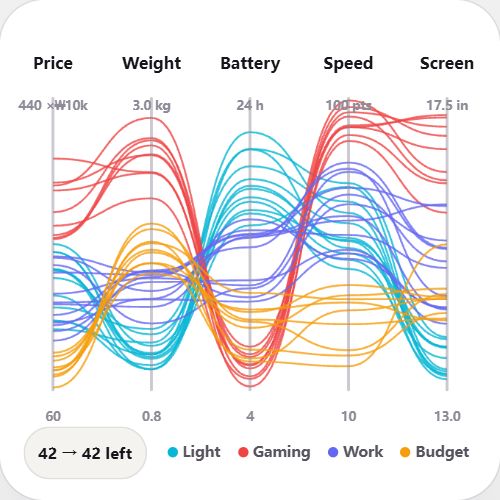 Price Weight Battery Speed Screen
440 ×₩10k 3.0 kg 24 h 100 pts 17.5 in
60 0.8 4 10 13.0
42 → 42 left Light Gaming Work Budget